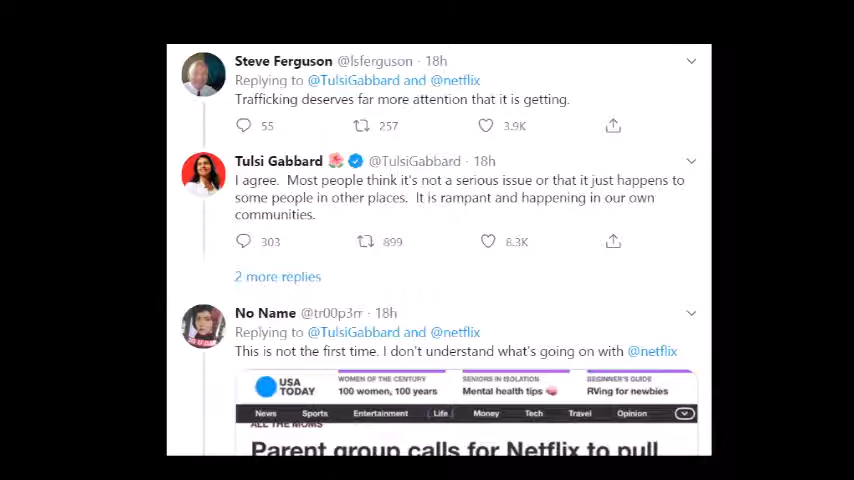 Steve Ferguson @lsferguson · 18h
Replying to @TulsiGabbard and @netflix
Trafficking deserves far more attention that it is getting.
55 257 3.9K
Tulsi Gabbard 🌺 @TulsiGabbard · 18h
I agree. Most people think it's not a serious issue or that it just happens to
some people in other places. It is rampant and happening in our own
communities.
303 899 8.3K
2 more replies
No Name @tr00p3rr · 18h
Replying to @TulsiGabbard and @netflix
This is not the first time. I don't understand what's going on with @netflix
USA TODAY
WOMEN OF THE CENTURY
100 women, 100 years
SENIORS IN ISOLATION
Mental health tips
BEGINNER'S GUIDE
RVing for newbies
News Sports Entertainment Life Money Tech Travel Opinion
ALL THE MOMS
Parent group calls for Netflix to pull